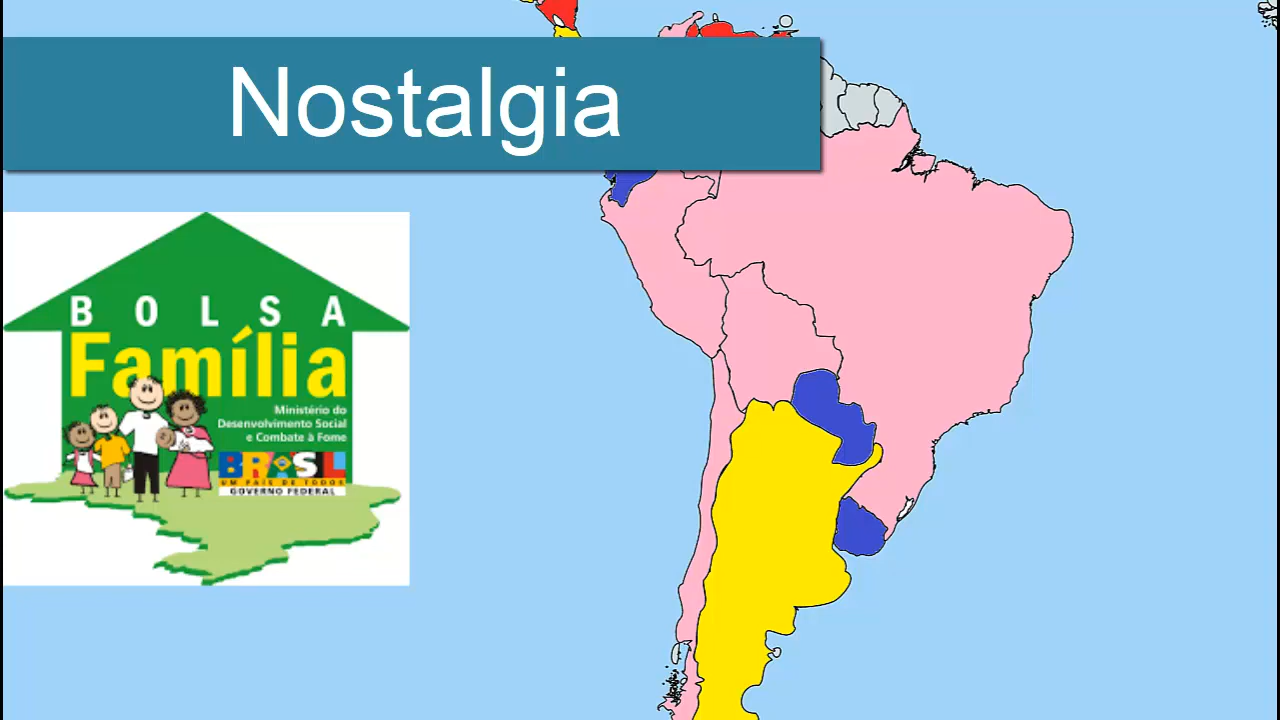 Nostalgia
BOLSA
Família
Ministério do
Desenvolvimento Social
e Combate à Fome
BRASIL
UM PAÍS DE TODOS
GOVERNO FEDERAL